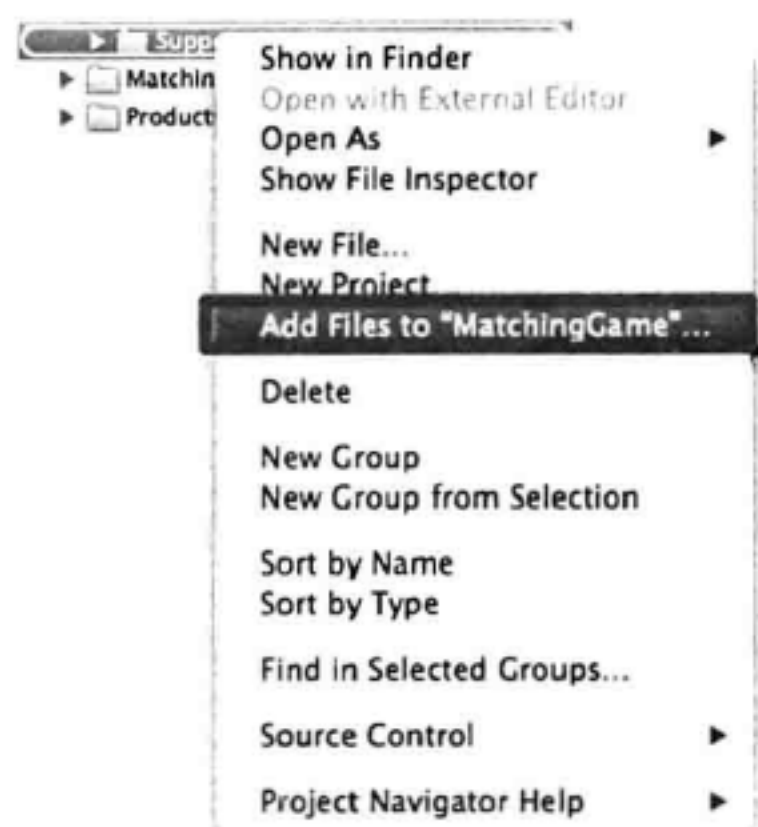 Supp
Matchin
Product
Show in Finder
Open with External Editor
Open As
Show File Inspector
New File...
New Project
Add Files to "MatchingGame"...
Delete
New Group
New Group from Selection
Sort by Name
Sort by Type
Find in Selected Groups...
Source Control
Project Navigator Help